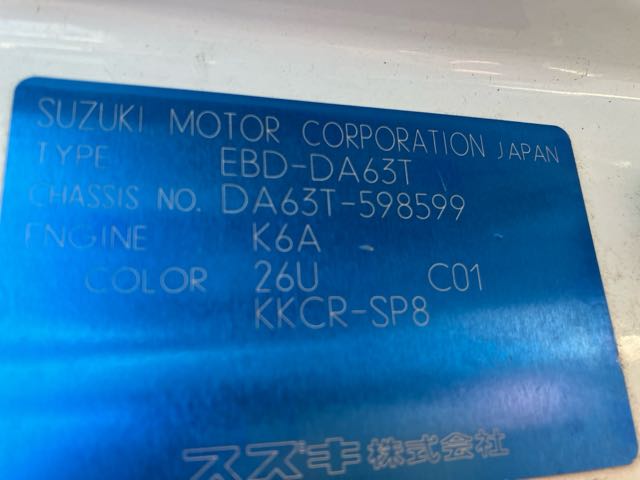 SUZUKI MOTOR CORPORATION JAPAN
TYPE EBD-DA63T
CHASSIS NO. DA63T-598599
ENGINE K6A
COLOR 26U C01
KKCR-SP8
スズキ株式会社